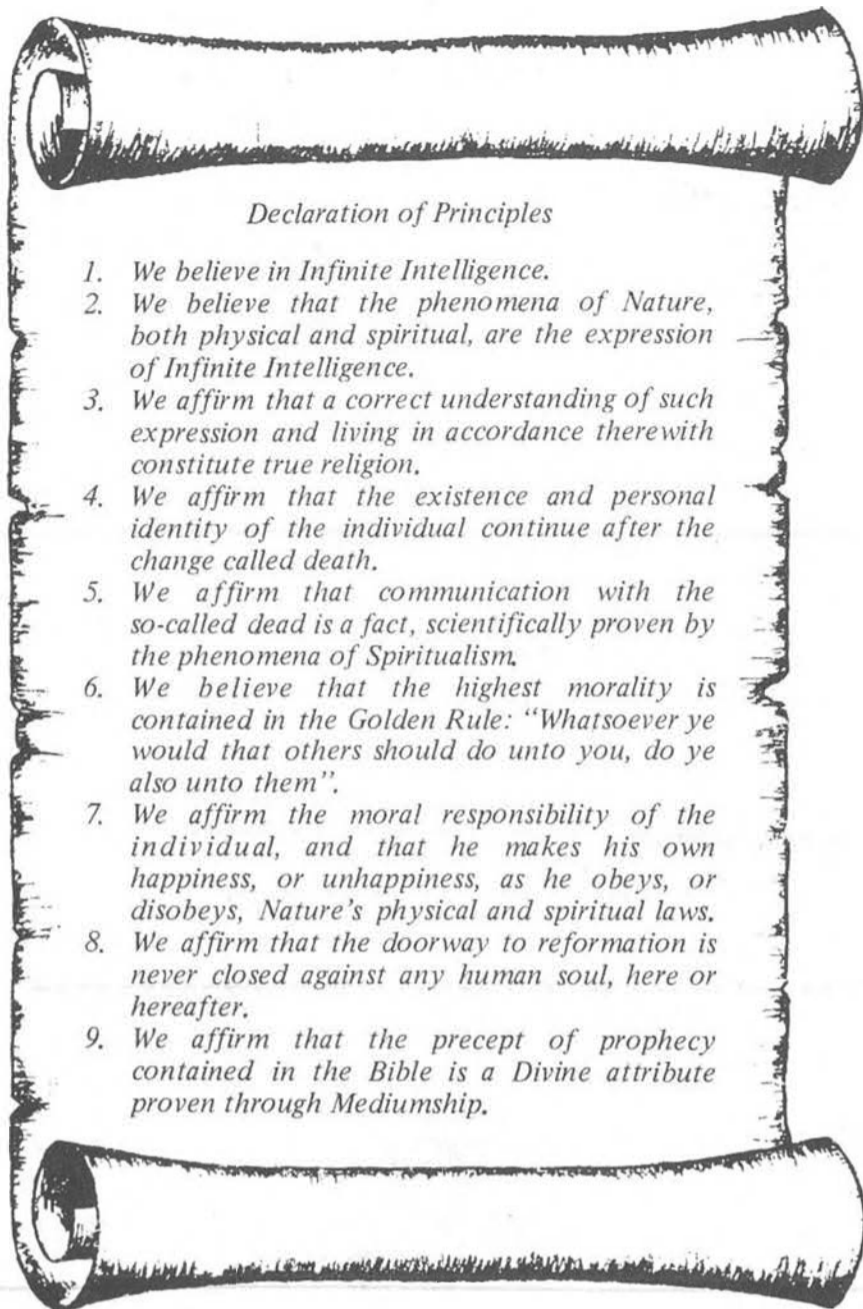 Declaration of Principles
1. We believe in Infinite Intelligence.
2. We believe that the phenomena of Nature,
both physical and spiritual, are the expression
of Infinite Intelligence.
3. We affirm that a correct understanding of such
expression and living in accordance therewith
constitute true religion.
4. We affirm that the existence and personal
identity of the individual continue after the
change called death.
5. We affirm that communication with the
so-called dead is a fact, scientifically proven by
the phenomena of Spiritualism.
6. We believe that the highest morality is
contained in the Golden Rule: “Whatsoever ye
would that others should do unto you, do ye
also unto them”.
7. We affirm the moral responsibility of the
individual, and that he makes his own
happiness, or unhappiness, as he obeys, or
disobeys, Nature’s physical and spiritual laws.
8. We affirm that the doorway to reformation is
never closed against any human soul, here or
hereafter.
9. We affirm that the precept of prophecy
contained in the Bible is a Divine attribute
proven through Mediumship.